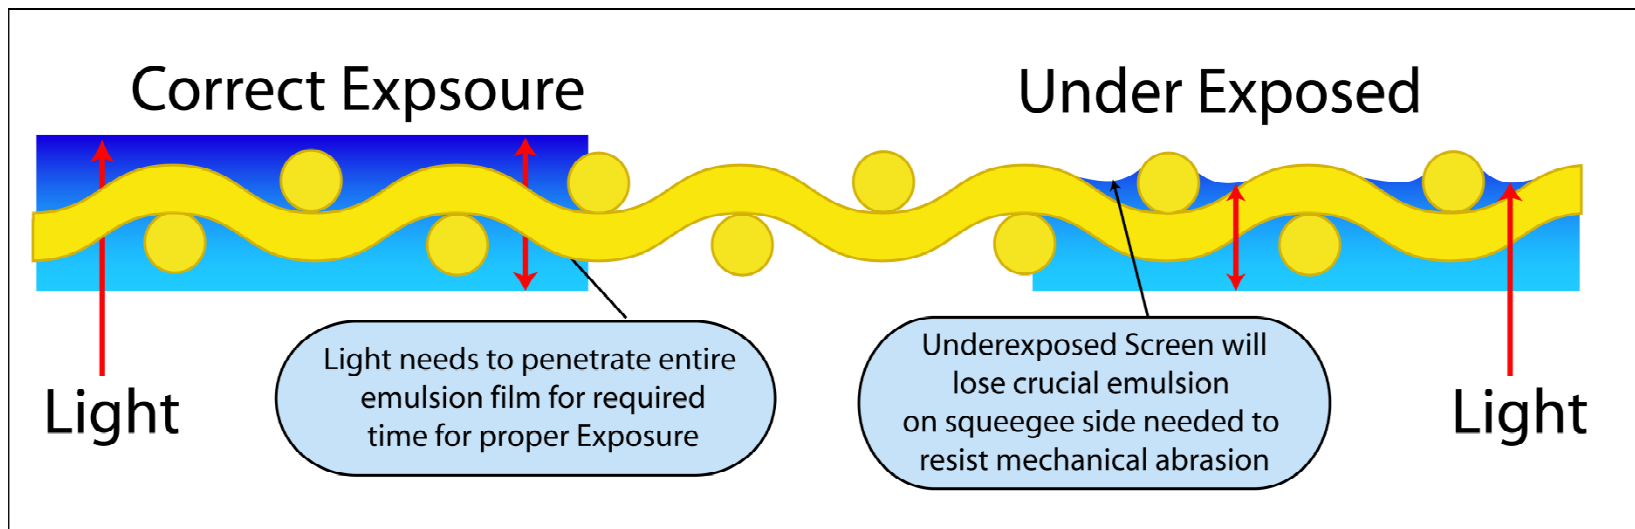 Correct Expsoure
Under Exposed
Light needs to penetrate entire
emulsion film for required
time for proper Exposure
Underexposed Screen will
lose crucial emulsion
on squeegee side needed to
resist mechanical abrasion
Light
Light